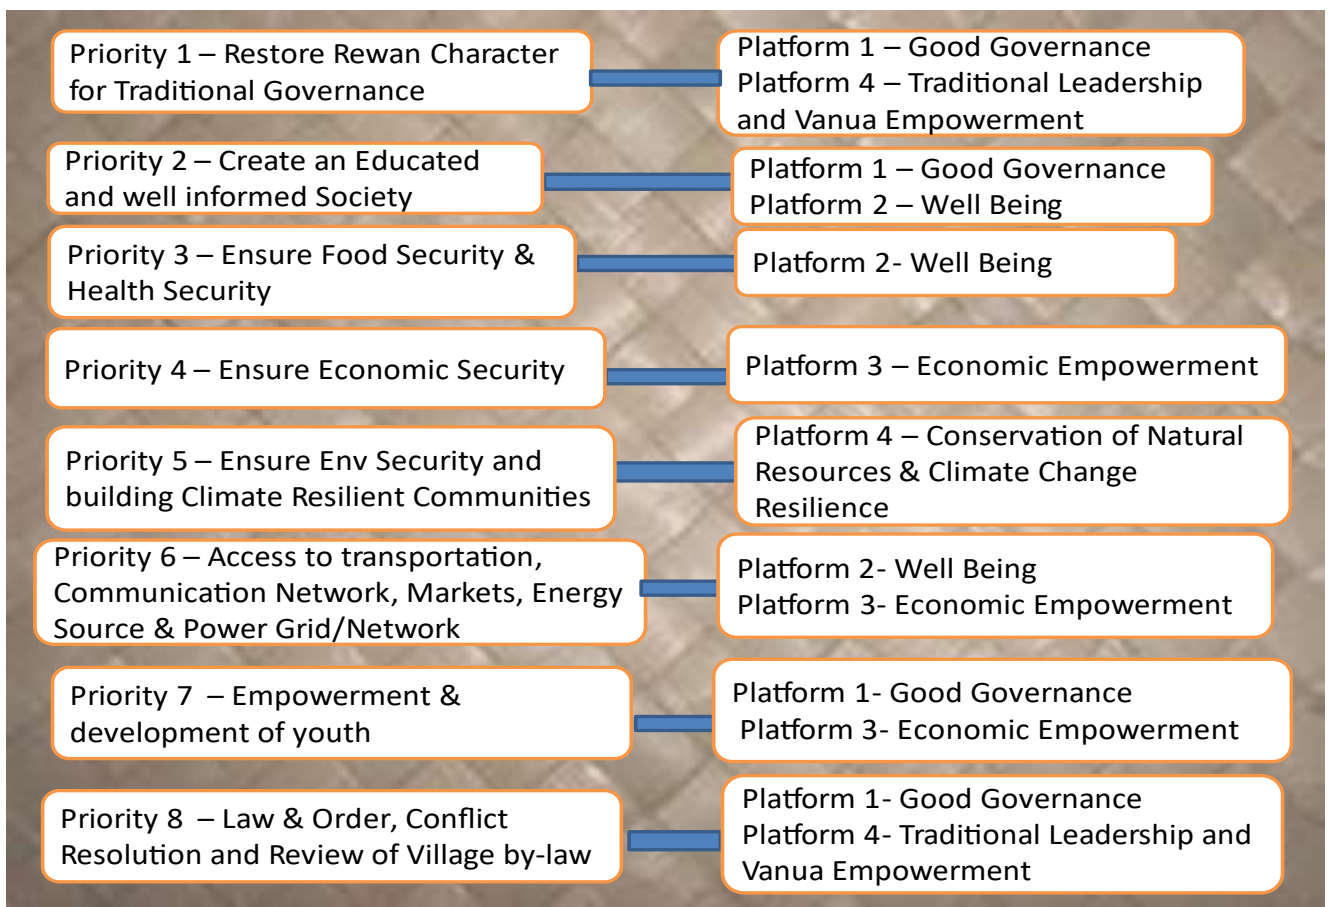 Priority 1 – Restore Rewan Character
for Traditional Governance
Platform 1 – Good Governance
Platform 4 – Traditional Leadership
and Vanua Empowerment
Priority 2 – Create an Educated
and well informed Society
Platform 1 – Good Governance
Platform 2 – Well Being
Priority 3 – Ensure Food Security &
Health Security
Platform 2- Well Being
Priority 4 – Ensure Economic Security
Platform 3 – Economic Empowerment
Priority 5 – Ensure Env Security and
building Climate Resilient Communities
Platform 4 – Conservation of Natural
Resources & Climate Change
Resilience
Priority 6 – Access to transportation,
Communication Network, Markets, Energy
Source & Power Grid/Network
Platform 2- Well Being
Platform 3- Economic Empowerment
Priority 7 – Empowerment &
development of youth
Platform 1- Good Governance
Platform 3- Economic Empowerment
Priority 8 – Law & Order, Conflict
Resolution and Review of Village by-law
Platform 1- Good Governance
Platform 4- Traditional Leadership and
Vanua Empowerment